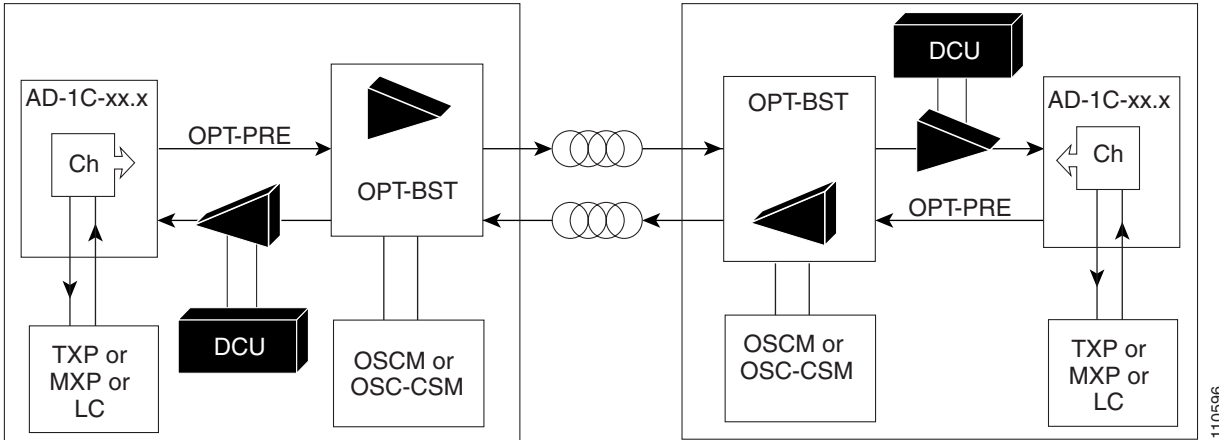 AD-1C-xx.x
Ch
OPT-PRE
OPT-BST
DCU
TXP or
MXP or
LC
OSCM or
OSC-CSM
DCU
OPT-BST
AD-1C-xx.x
Ch
OPT-PRE
OSCM or
OSC-CSM
TXP or
MXP or
LC
110596